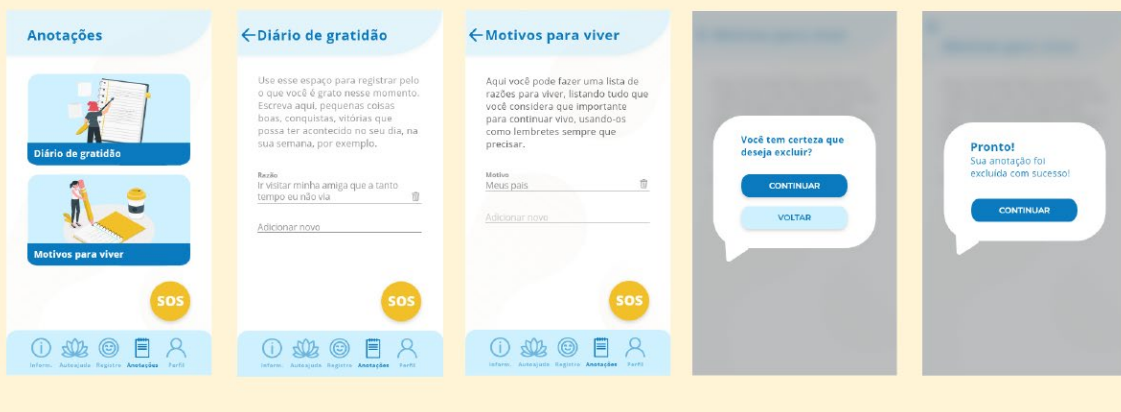 Anotações
Diário de gratidão
Motivos para viver
SOS
Inform. Autoajuda Registro Anotações Perfil
Diário de gratidão
Use esse espaço para registrar pelo
o que você é grato nesse momento.
Escreva aqui, pequenas coisas
boas, conquistas, vitórias que
possa ter acontecido no seu dia, na
sua semana, por exemplo.
Razão
Ir visitar minha amiga que a tanto
tempo eu não via
Adicionar novo
SOS
Inform. Autoajuda Registro Anotações Perfil
Motivos para viver
Aqui você pode fazer uma lista de
razões para viver, listando tudo que
você considera que importante
para continuar vivo, usando-os
como lembretes sempre que
precisar.
Motivo
Meus pais
Adicionar novo
SOS
Inform. Autoajuda Registro Anotações Perfil
Você tem certeza que
deseja excluir?
CONTINUAR
VOLTAR
Pronto!
Sua anotação foi
excluída com sucesso!
CONTINUAR